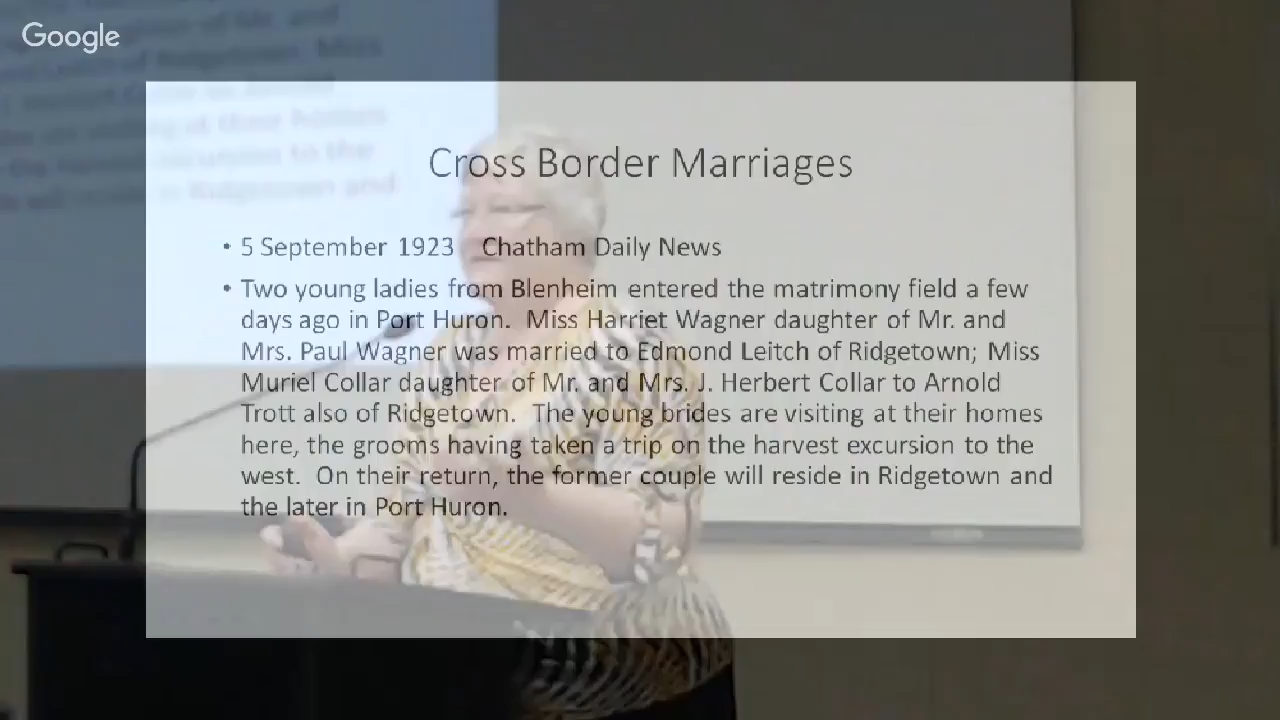 Google
Cross Border Marriages
• 5 September 1923 Chatham Daily News
• Two young ladies from Blenheim entered the matrimony field a few
days ago in Port Huron. Miss Harriet Wagner daughter of Mr. and
Mrs. Paul Wagner was married to Edmond Leitch of Ridgetown; Miss
Muriel Collar daughter of Mr. and Mrs. J. Herbert Collar to Arnold
Trott also of Ridgetown. The young brides are visiting at their homes
here, the grooms having taken a trip on the harvest excursion to the
west. On their return, the former couple will reside in Ridgetown and
the later in Port Huron.